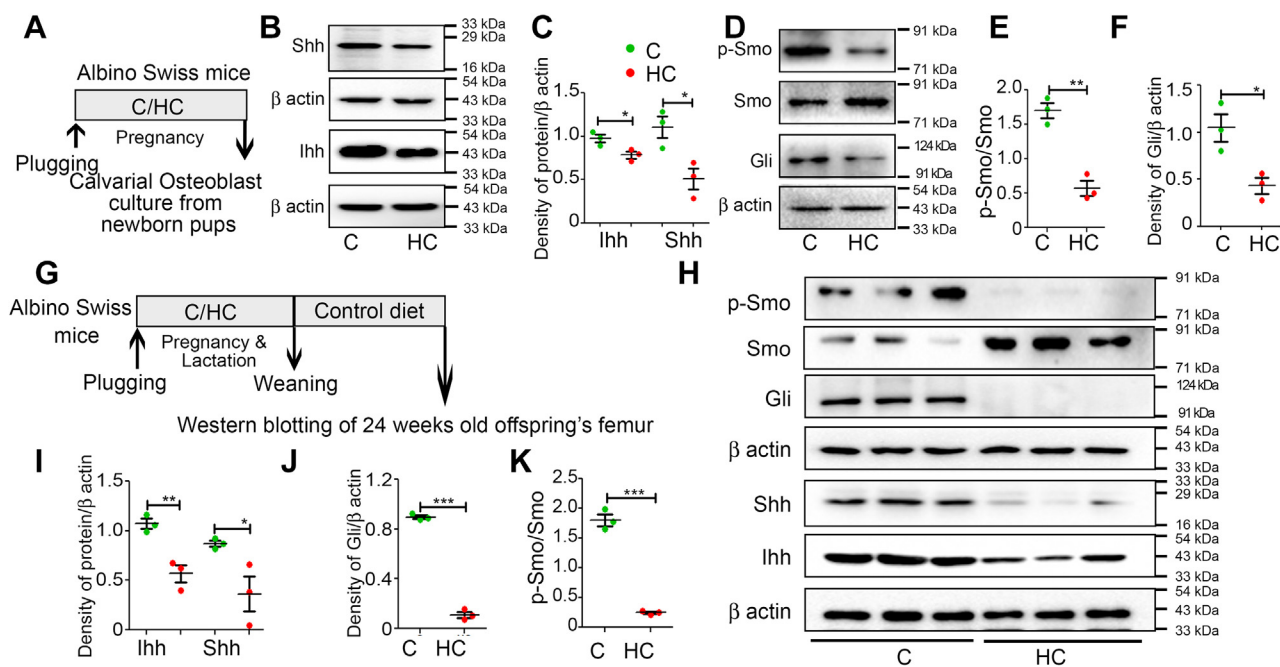 A
Albino Swiss mice
C/HC
Pregnancy
Plugging
Calvarial Osteoblast
culture from
newborn pups
B
Shh
33 kDa
29 kDa
16 kDa
β actin
54 kDa
43 kDa
33 kDa
Ihh
54 kDa
43 kDa
33 kDa
β actin
54 kDa
43 kDa
33 kDa
C HC
C
C
HC
Density of protein/β actin
1.5
1.0
0.5
0
*
*
Ihh Shh
D
p-Smo
91 kDa
71 kDa
Smo
91 kDa
71 kDa
Gli
124 kDa
91 kDa
β actin
54 kDa
43 kDa
33 kDa
C HC
E
p-Smo/Smo
2.0
1.5
1.0
0.5
0
**
C HC
F
Density of Gli/β actin
1.5
1.0
0.5
0
*
C HC
G
Albino Swiss
mice
C/HC
Control diet
Pregnancy &
Lactation
Plugging
Weaning
Western blotting of 24 weeks old offspring's femur
H
p-Smo
91 kDa
71 kDa
Smo
91 kDa
71 kDa
Gli
124 kDa
91 kDa
β actin
54 kDa
43 kDa
33 kDa
Shh
33 kDa
29 kDa
16 kDa
Ihh
54 kDa
43 kDa
33 kDa
β actin
54 kDa
43 kDa
33 kDa
C HC
I
Density of protein/β actin
1.5
1.0
0.5
0
**
*
Ihh Shh
J
Density of Gli/β actin
1.2
0.8
0.4
0
***
C HC
K
p-Smo/Smo
2.5
2.0
1.5
1.0
0.5
0.0
***
C HC